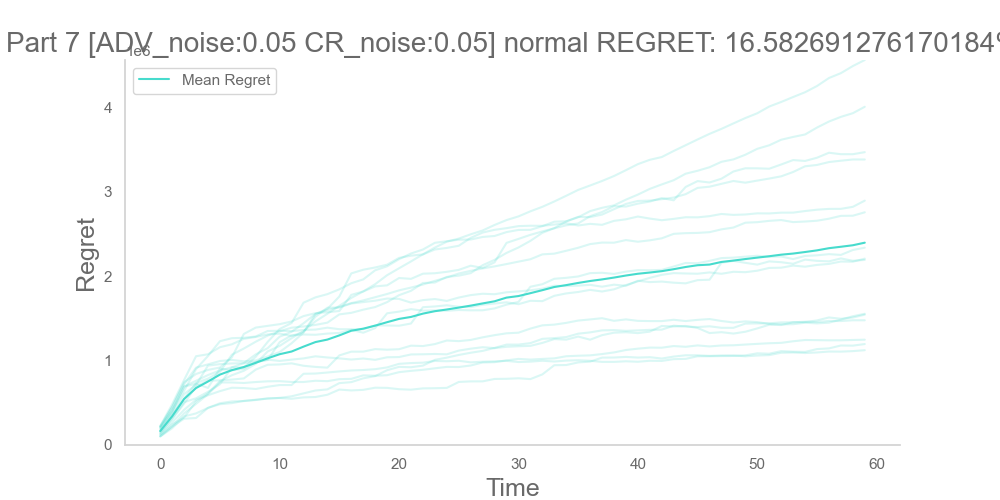 Part 7 [ADV_noise:0.05 CR_noise:0.05] normal REGRET: 16.582691276170184%
1e6
Mean Regret
4
3
2
1
0
Regret
0 10 20 30 40 50 60
Time